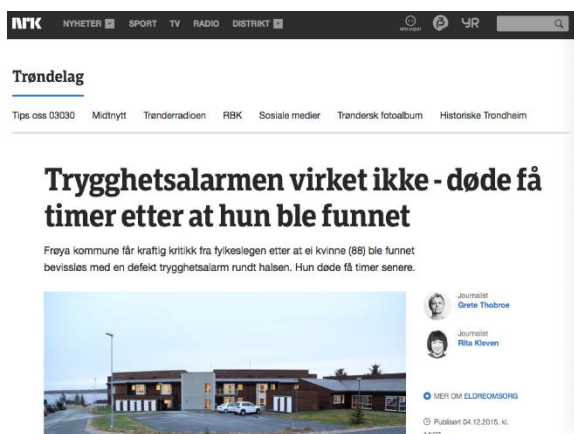 NRK NYHETER SPORT TV RADIO DISTRIKT YR
Trøndelag
Tips oss 03030 Midtnytt Trønderradioen RBK Sosiale medier Trøndersk fotoalbum Historiske Trondheim
Trygghetsalarmen virket ikke - døde få
timer etter at hun ble funnet
Frøya kommune får kraftig kritikk fra fylkeslegen etter at ei kvinne (88) ble funnet
bevissløs med en defekt trygghetsalarm rundt halsen. Hun døde få timer senere.
Journalist
Grete Thobroe
Journalist
Rita Kleven
MER OM ELDREOMSORG
Publisert 04.12.2015, kl.